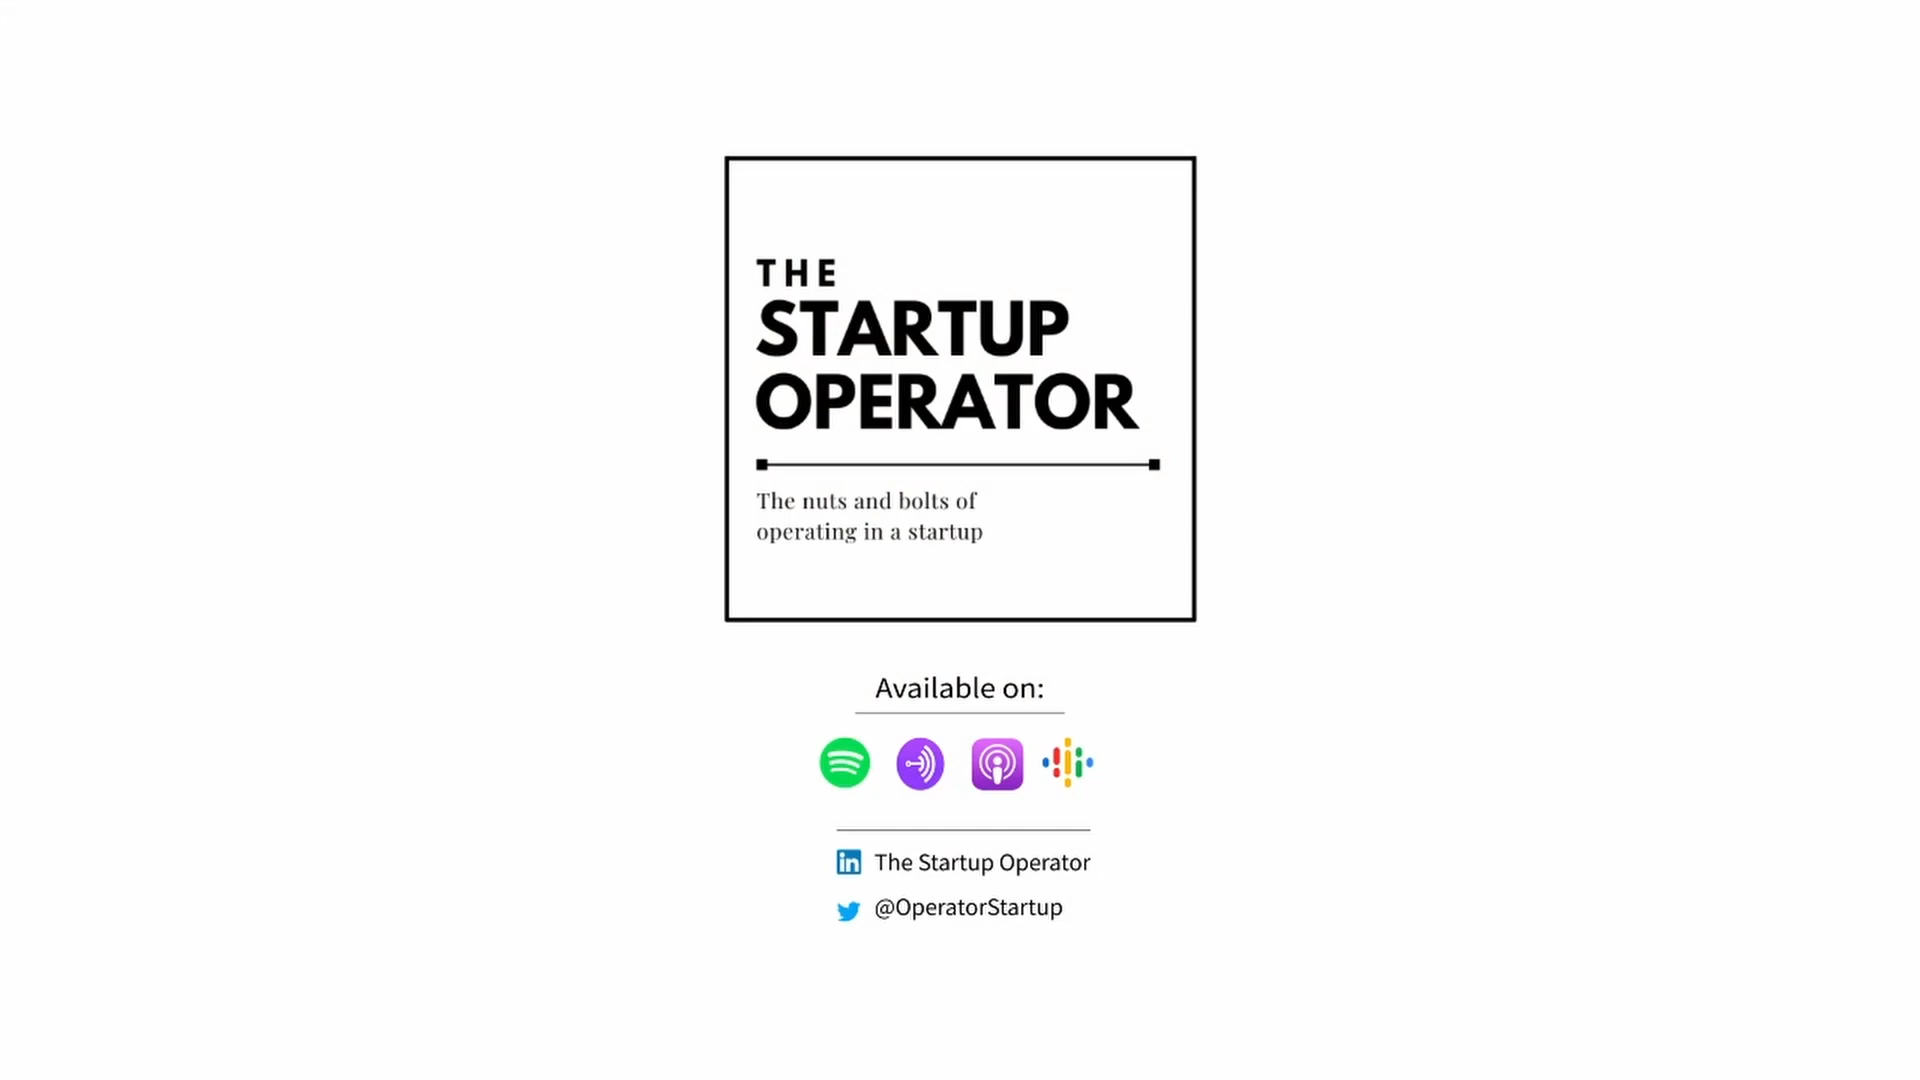 THE
STARTUP
OPERATOR
The nuts and bolts of
operating in a startup
Available on:
The Startup Operator
@OperatorStartup